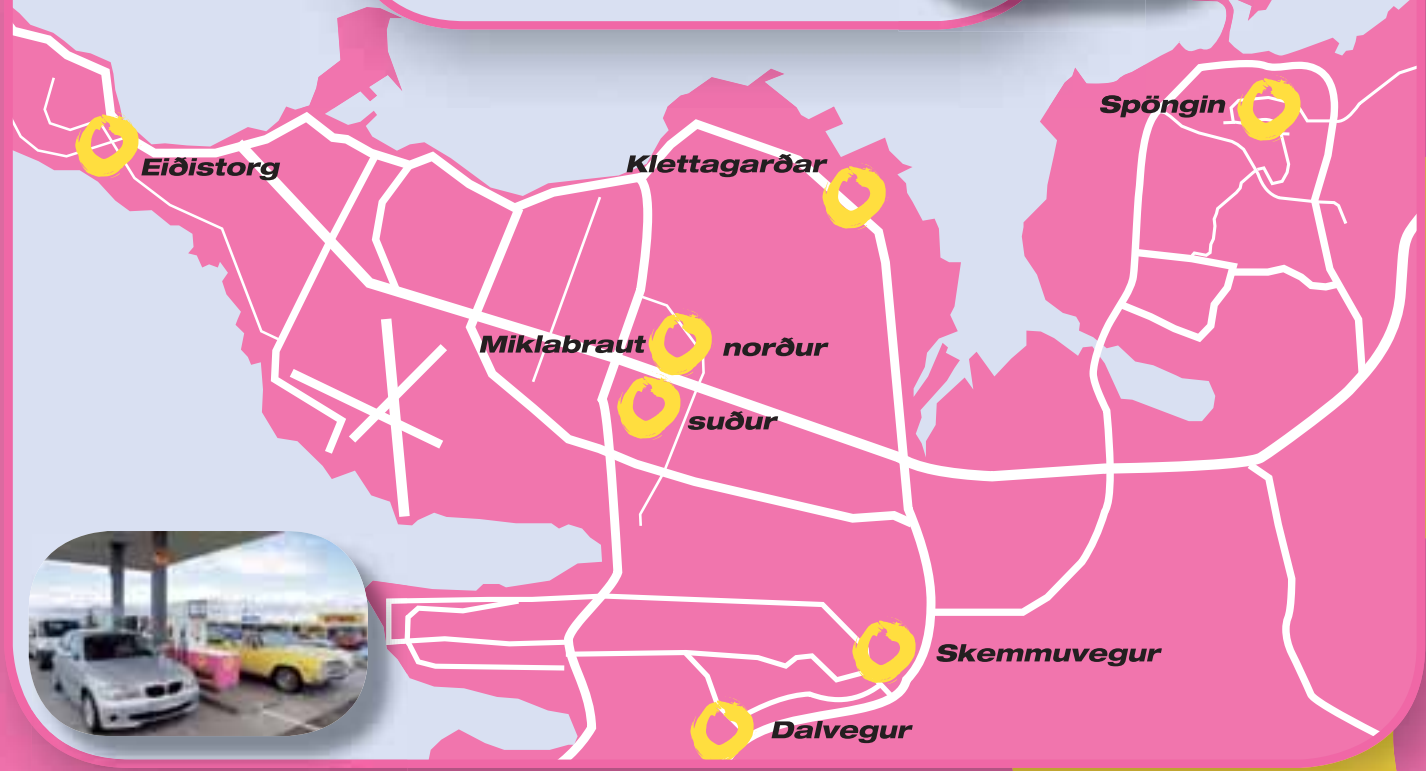 Spöngin
Klettagarðar
Eiðistorg
Miklabraut
norður
suður
Skemmuvegur
Dalvegur